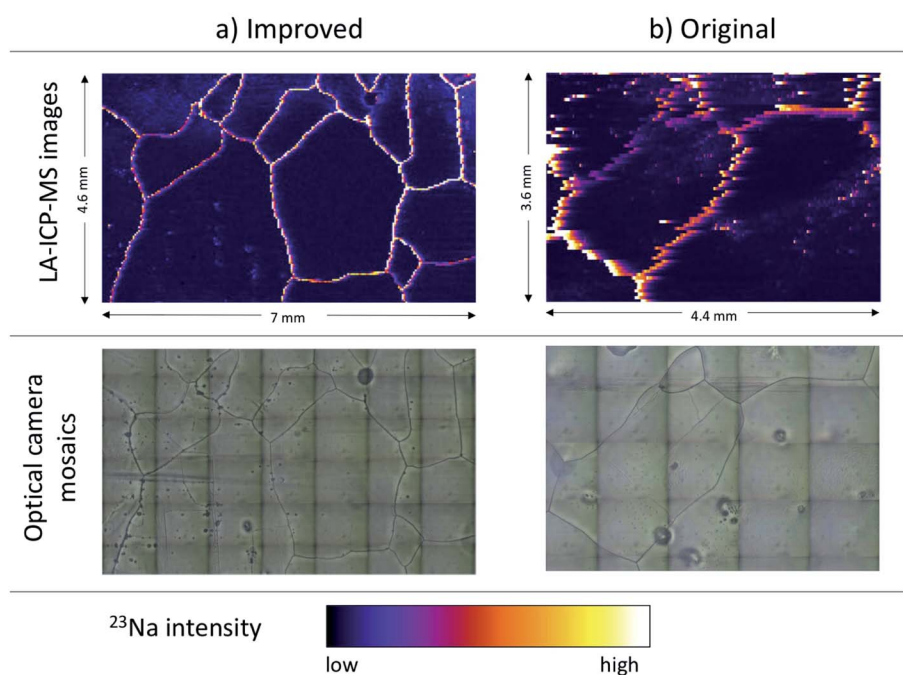 a) Improved
b) Original
LA-ICP-MS images
4.6 mm
7 mm
3.6 mm
4.4 mm
Optical camera
mosaics
²³Na intensity
low
high